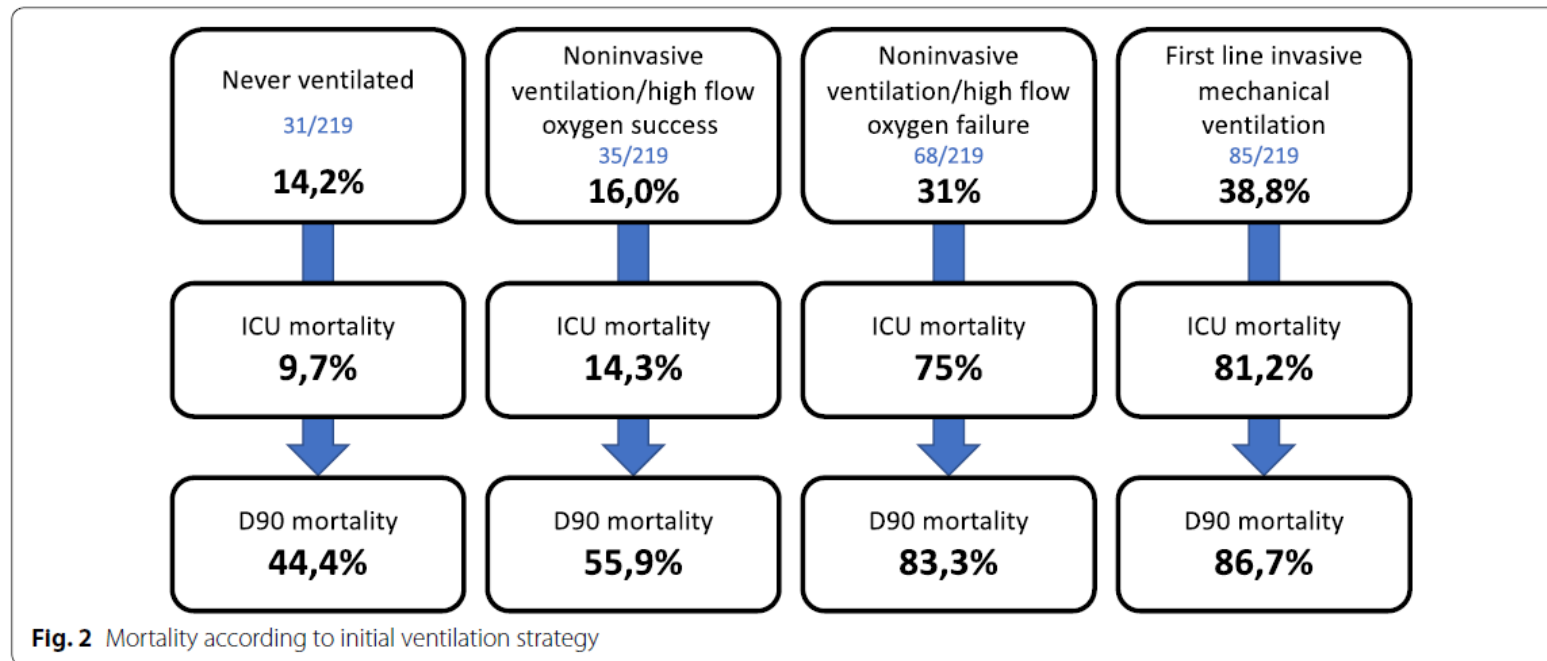 Never ventilated
31/219
14,2%
Noninvasive
ventilation/high flow
oxygen success
35/219
16,0%
Noninvasive
ventilation/high flow
oxygen failure
68/219
31%
First line invasive
mechanical
ventilation
85/219
38,8%
ICU mortality
9,7%
ICU mortality
14,3%
ICU mortality
75%
ICU mortality
81,2%
D90 mortality
44,4%
D90 mortality
55,9%
D90 mortality
83,3%
D90 mortality
86,7%
Fig. 2 Mortality according to initial ventilation strategy